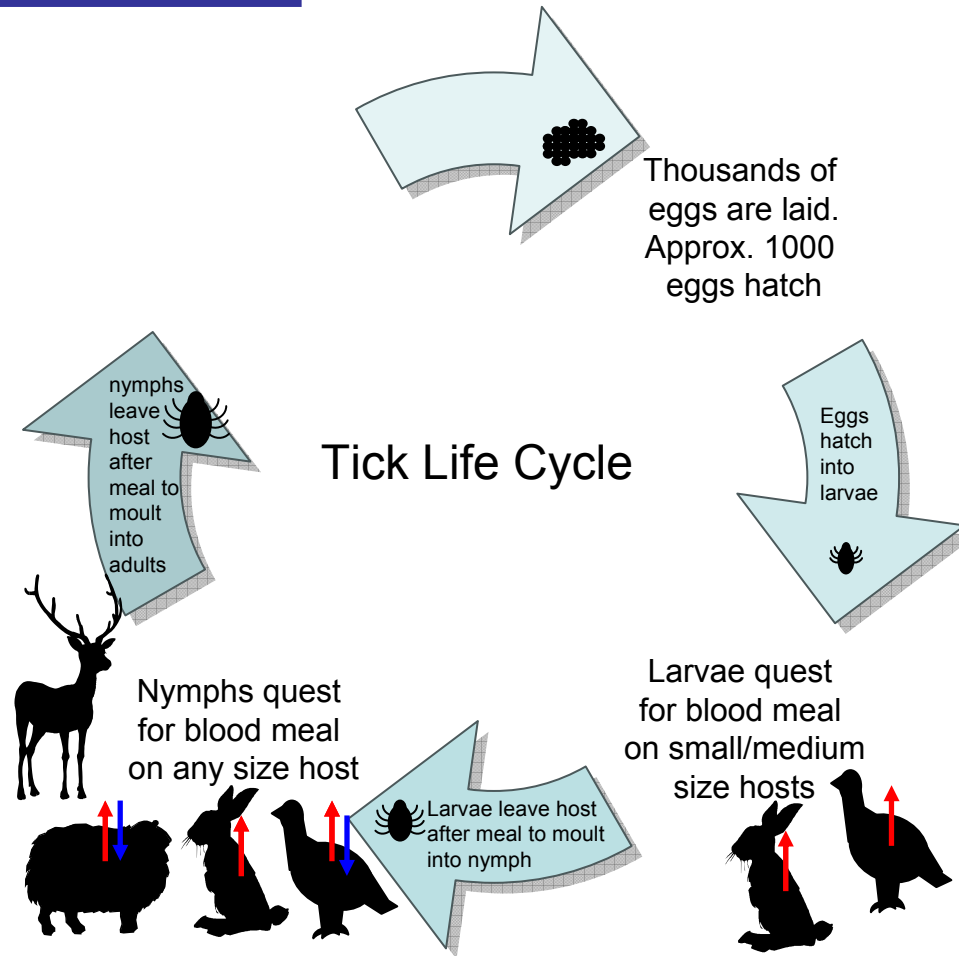 Thousands of
eggs are laid.
Approx. 1000
eggs hatch
Eggs
hatch
into
larvae
Larvae quest
for blood meal
on small/medium
size hosts
Larvae leave host
after meal to moult
into nymph
Nymphs quest
for blood meal
on any size host
nymphs
leave
host
after
meal to
moult
into
adults
Tick Life Cycle